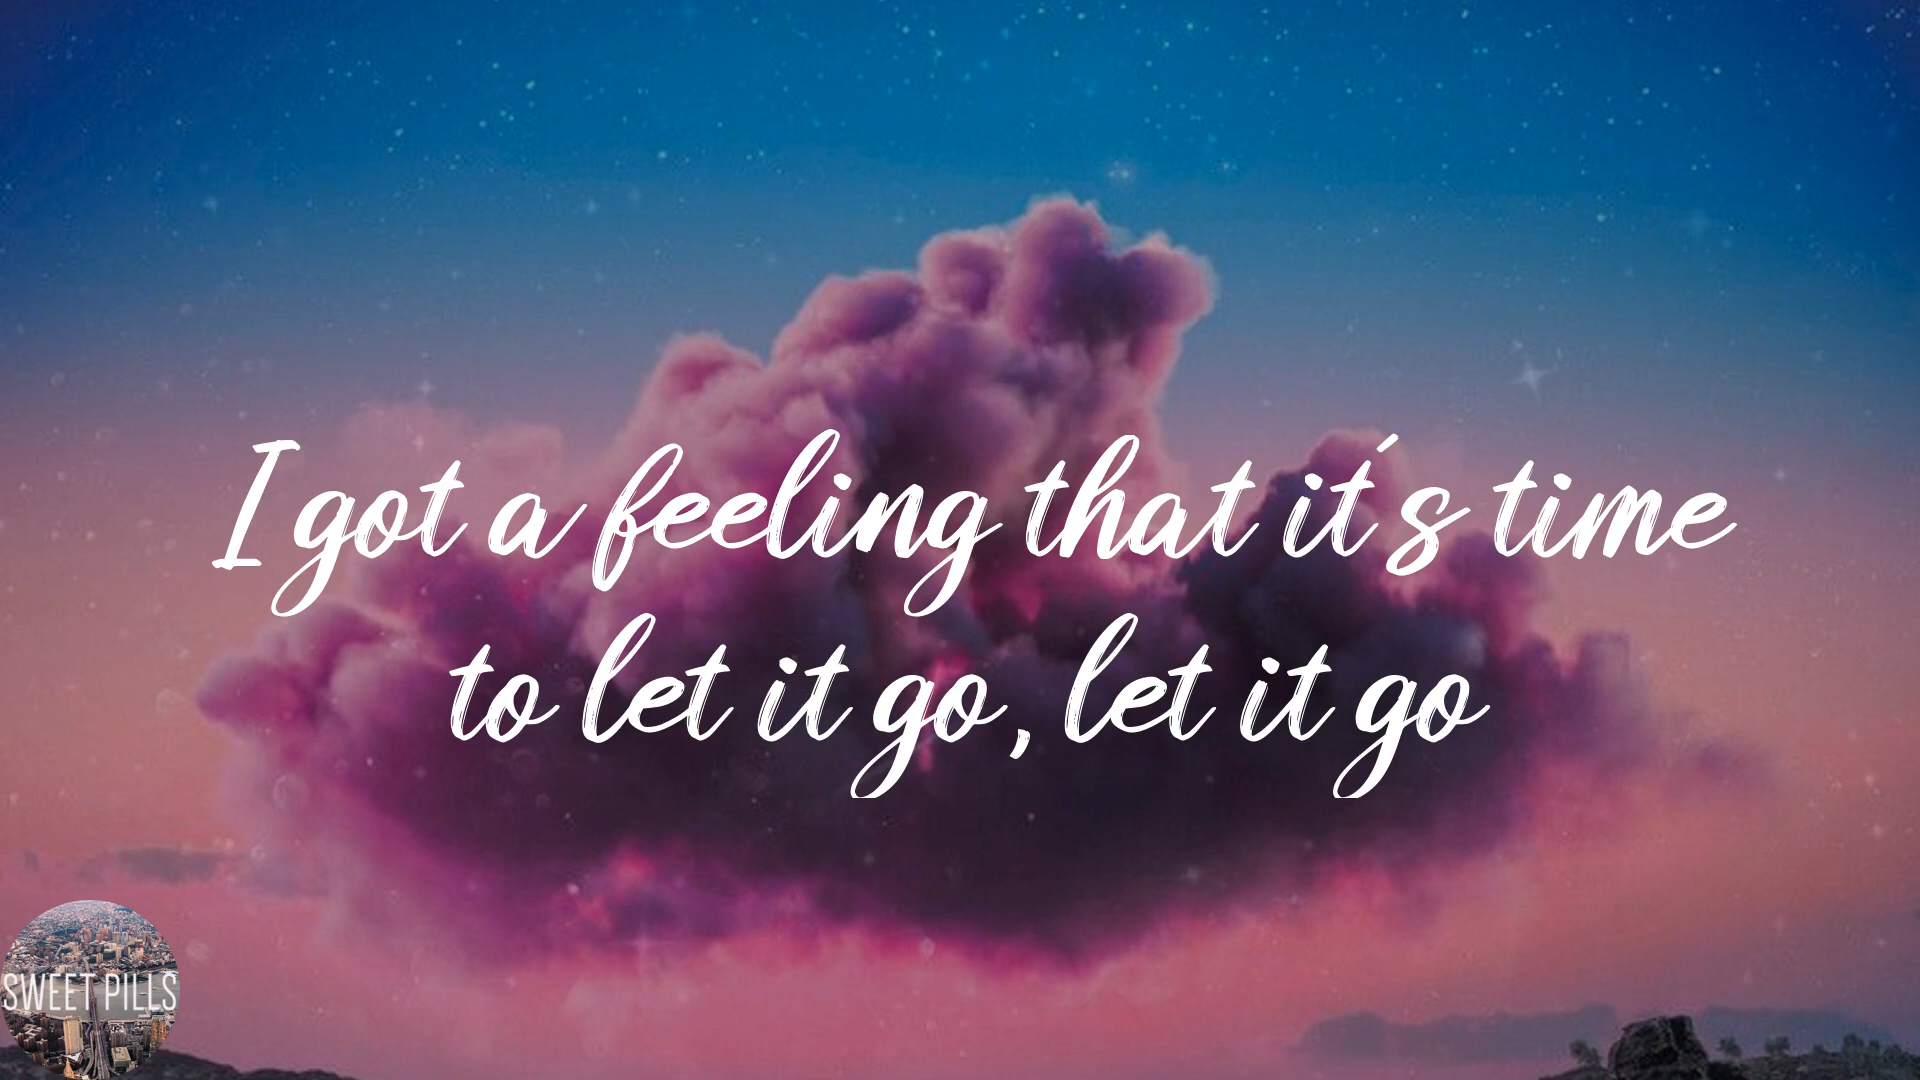 I got a feeling that it´s time
to let it go, let it go
SWEET PILLS